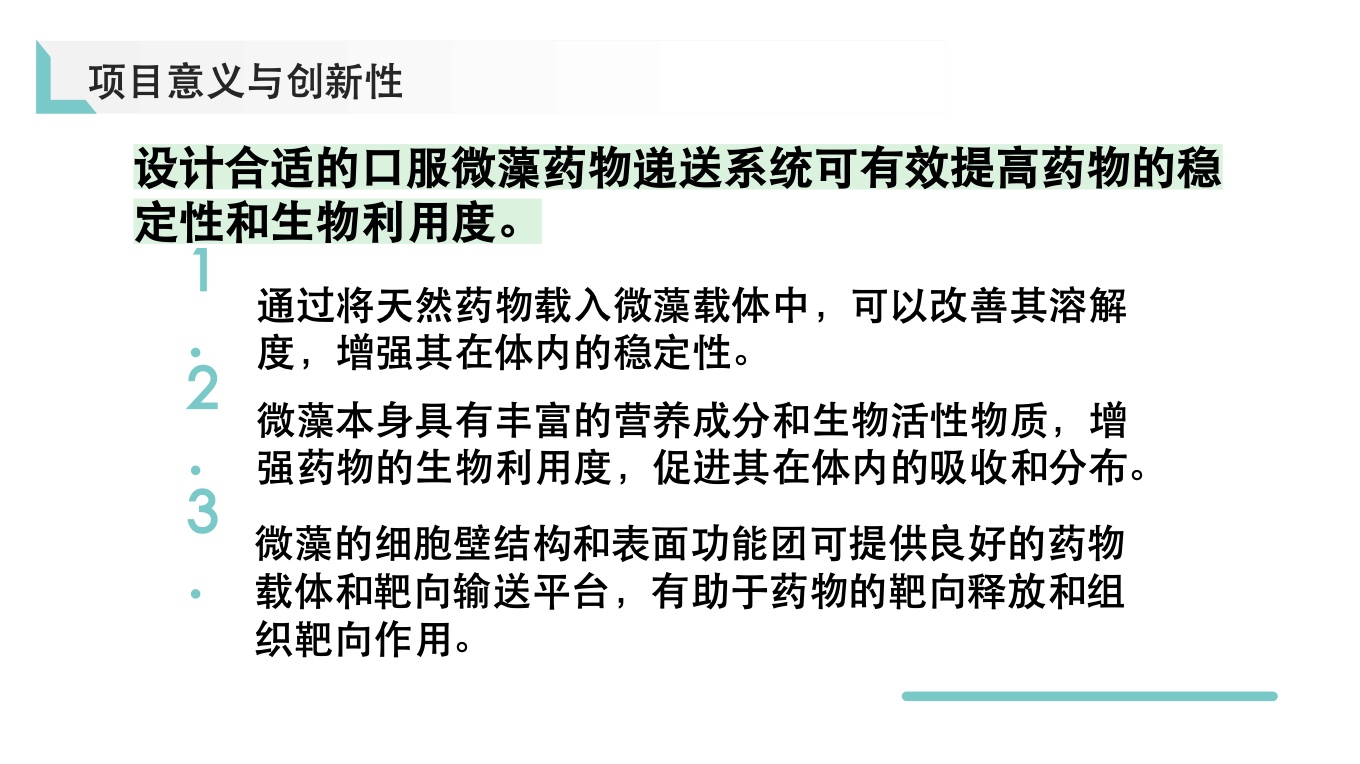 项目意义与创新性
设计合适的口服微藻药物递送系统可有效提高药物的稳
定性和生物利用度。
1
.
通过将天然药物载入微藻载体中，可以改善其溶解
度，增强其在体内的稳定性。
2
.
微藻本身具有丰富的营养成分和生物活性物质，增
强药物的生物利用度，促进其在体内的吸收和分布。
3
.
微藻的细胞壁结构和表面功能团可提供良好的药物
载体和靶向输送平台，有助于药物的靶向释放和组
织靶向作用。